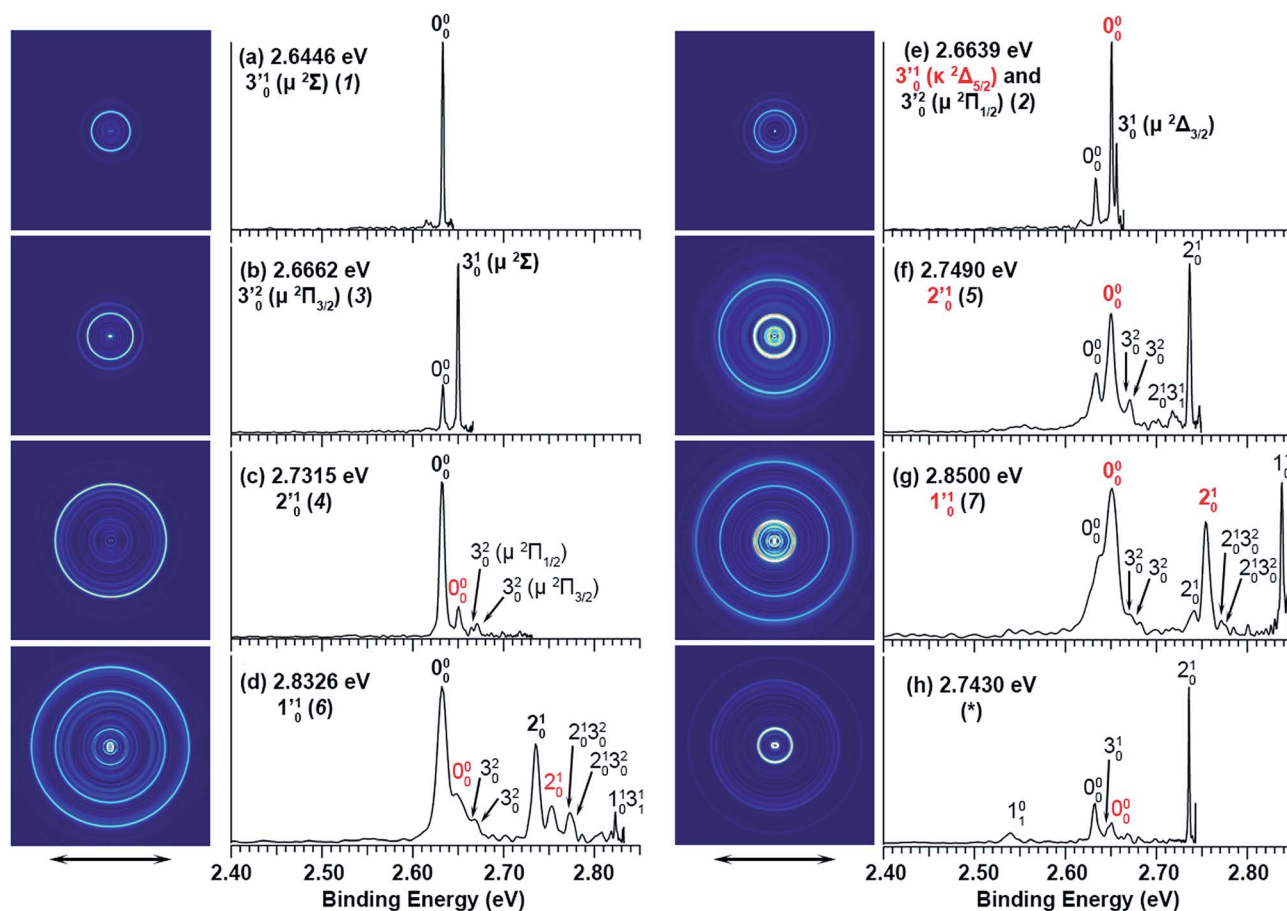 (a) 2.6446 eV
3'¹₀ (μ ²Σ) (1)
0⁰₀
(b) 2.6662 eV
3'²₀ (μ ²Π₃/₂) (3)
0⁰₀
3¹₀ (μ ²Σ)
(c) 2.7315 eV
2'¹₀ (4)
0⁰₀
0⁰₀
3²₀ (μ ²Π₁/₂)
3²₀ (μ ²Π₃/₂)
(d) 2.8326 eV
1'¹₀ (6)
0⁰₀
0⁰₀
3²₀
3²₀
2¹₀
2¹₀
2¹₀3²₀
2¹₀3²₀
1¹₀3¹₁
2.40 2.50 2.60 2.70 2.80
Binding Energy (eV)
(e) 2.6639 eV
3'¹₀ (κ ²Δ₅/₂) and
3'²₀ (μ ²Π₁/₂) (2)
0⁰₀
0⁰₀
3¹₀ (μ ²Δ₃/₂)
(f) 2.7490 eV
2'¹₀ (5)
0⁰₀
0⁰₀
3²₀
3²₀
2¹₀3¹₁
2¹₀
(g) 2.8500 eV
1'¹₀ (7)
0⁰₀
0⁰₀
3²₀
3²₀
2¹₀
2¹₀
2¹₀3²₀
2¹₀3²₀
(h) 2.7430 eV
(*)
1⁰₁
0⁰₀
3¹₀
0⁰₀
2¹₀
2.40 2.50 2.60 2.70 2.80
Binding Energy (eV)